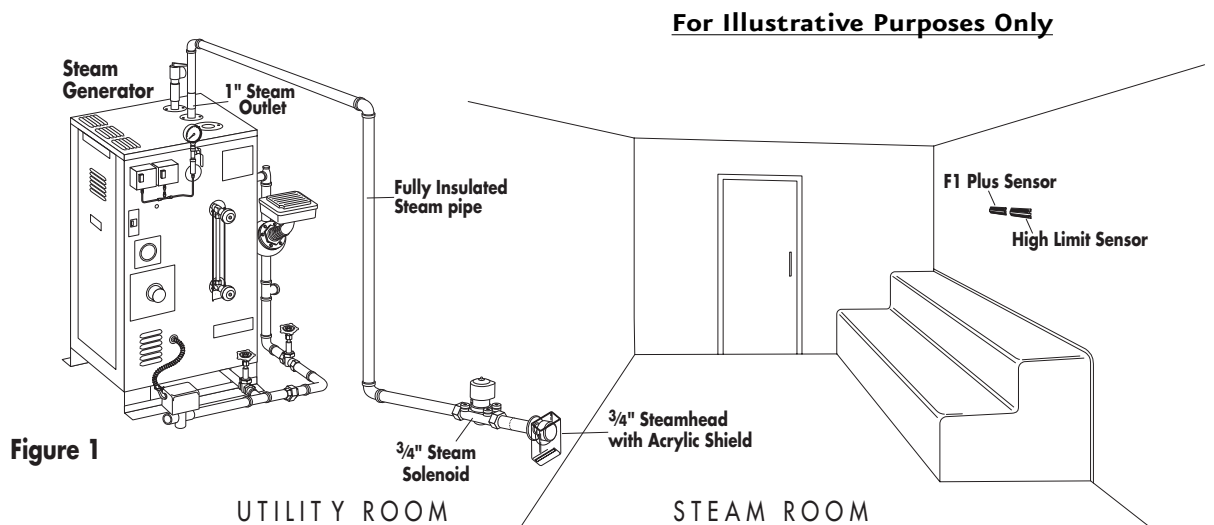 For Illustrative Purposes Only
Steam
Generator
1" Steam
Outlet
Fully Insulated
Steam pipe
F1 Plus Sensor
High Limit Sensor
3/4" Steamhead
with Acrylic Shield
3/4" Steam
Solenoid
Figure 1
UTILITY ROOM
STEAM ROOM